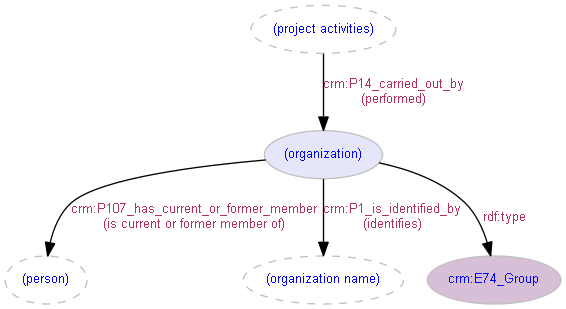 (project activities)
crm:P14_carried_out_by
(performed)
(organization)
crm:P107_has_current_or_former_member
(is current or former member of)
crm:P1_is_identified_by
(identifies)
rdf:type
(person)
(organization name)
crm:E74_Group